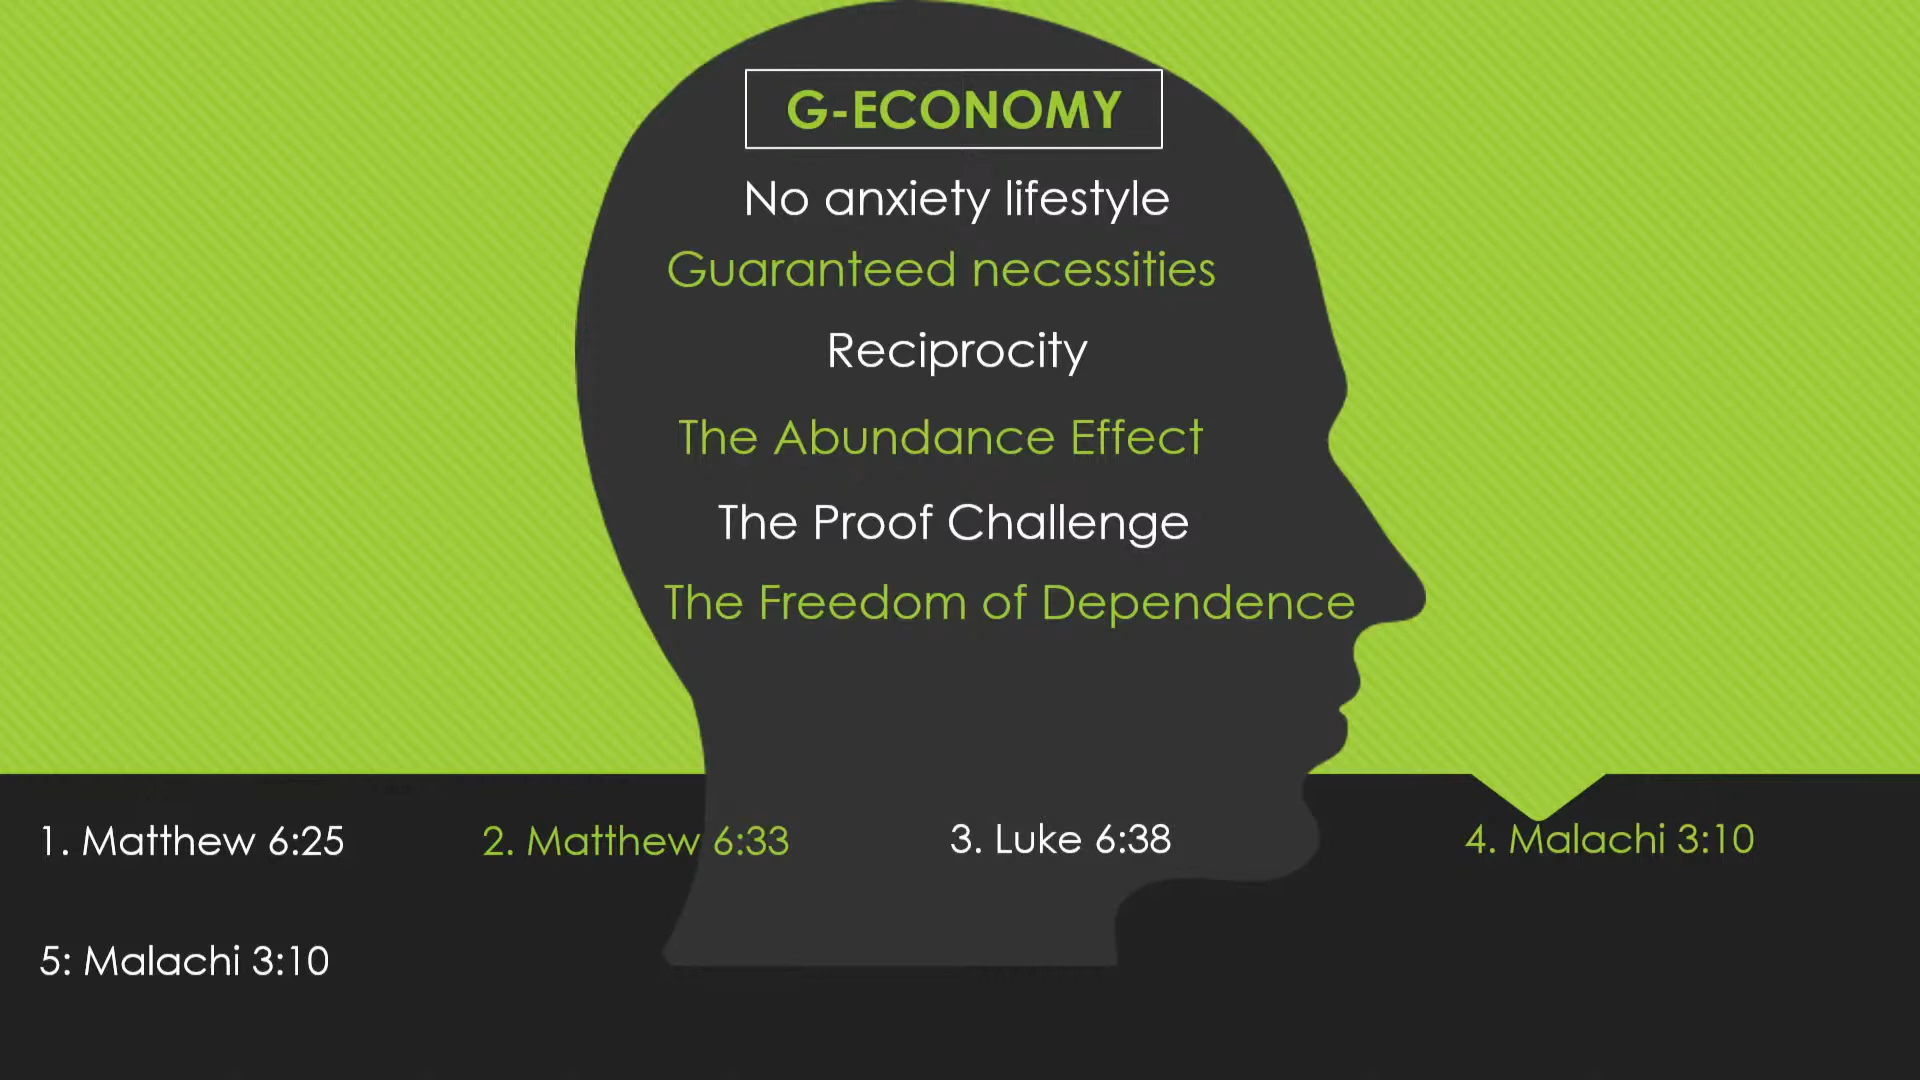 G-ECONOMY
No anxiety lifestyle
Guaranteed necessities
Reciprocity
The Abundance Effect
The Proof Challenge
The Freedom of Dependence
1. Matthew 6:25
2. Matthew 6:33
3. Luke 6:38
4. Malachi 3:10
5: Malachi 3:10